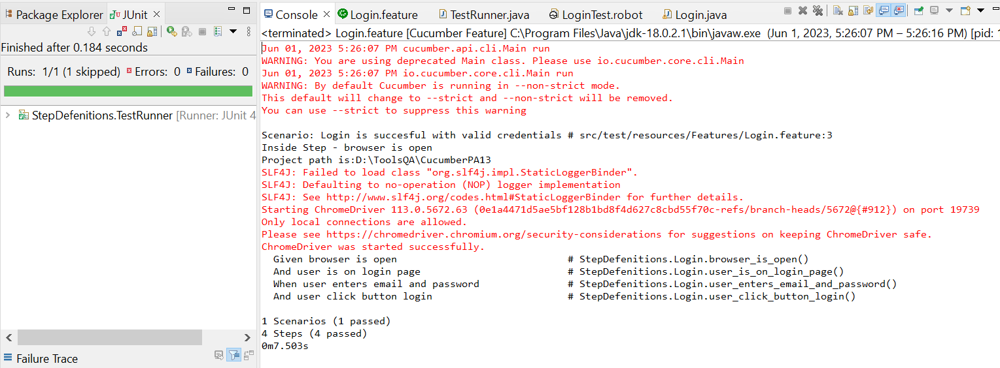 Package Explorer JUnit
Finished after 0.184 seconds
Runs: 1/1 (1 skipped) Errors: 0 Failures: 0
StepDefenitions.TestRunner [Runner: JUnit 4
Failure Trace
Console Login.feature TestRunner.java LoginTest.robot Login.java
<terminated> Login.feature [Cucumber Feature] C:\Program Files\Java\jdk-18.0.2.1\bin\javaw.exe (Jun 1, 2023, 5:26:07 PM – 5:26:16 PM) [pid: 1
Jun 01, 2023 5:26:07 PM cucumber.api.cli.Main run
WARNING: You are using deprecated Main class. Please use io.cucumber.core.cli.Main
Jun 01, 2023 5:26:07 PM io.cucumber.core.cli.Main run
WARNING: By default Cucumber is running in --non-strict mode.
This default will change to --strict and --non-strict will be removed.
You can use --strict to suppress this warning
Scenario: Login is succesful with valid credentials # src/test/resources/Features/Login.feature:3
Inside Step - browser is open
Project path is:D:\ToolsQA\CucumberPA13
SLF4J: Failed to load class "org.slf4j.impl.StaticLoggerBinder".
SLF4J: Defaulting to no-operation (NOP) logger implementation
SLF4J: See http://www.slf4j.org/codes.html#StaticLoggerBinder for further details.
Starting ChromeDriver 113.0.5672.63 (0e1a4471d5ae5bf128b1bd8f4d627c8cbd55f70c-refs/branch-heads/5672@{#912}) on port 19739
Only local connections are allowed.
Please see https://chromedriver.chromium.org/security-considerations for suggestions on keeping ChromeDriver safe.
ChromeDriver was started successfully.
Given browser is open # StepDefenitions.Login.browser_is_open()
And user is on login page # StepDefenitions.Login.user_is_on_login_page()
When user enters email and password # StepDefenitions.Login.user_enters_email_and_password()
And user click button login # StepDefenitions.Login.user_click_button_login()
1 Scenarios (1 passed)
4 Steps (4 passed)
0m7.503s